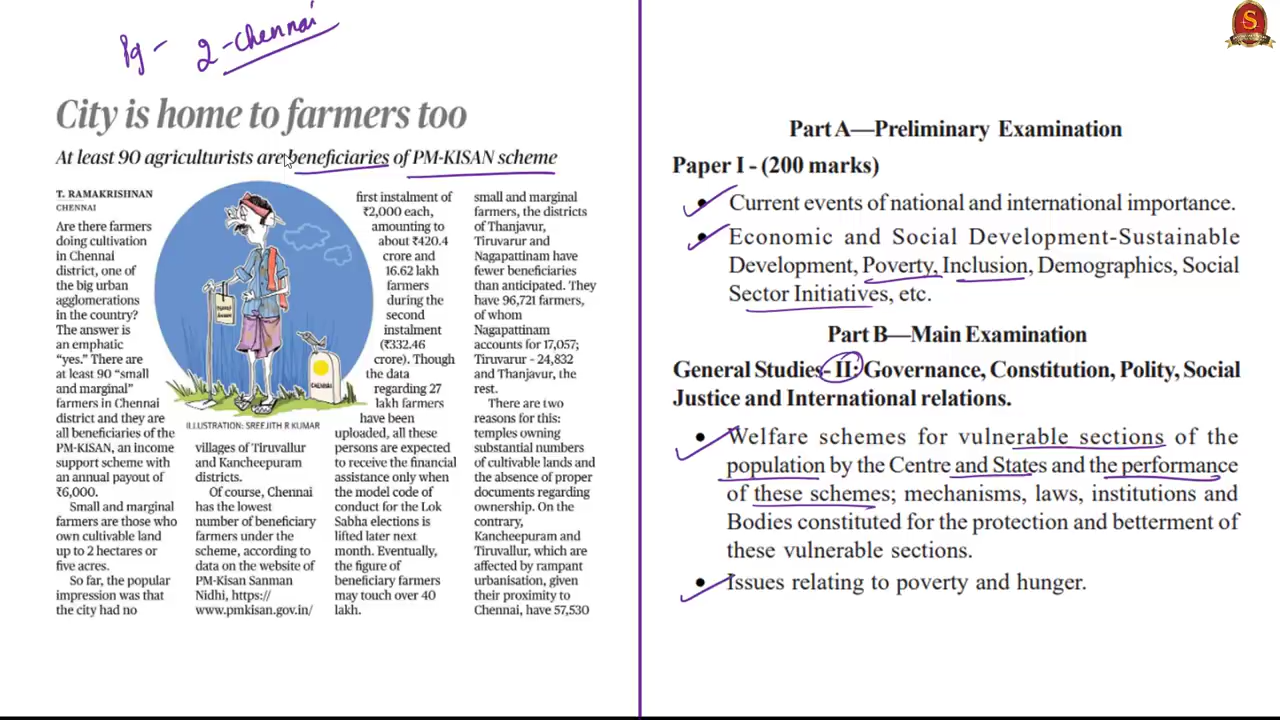 Pg - 2 - Chennai
City is home to farmers too
At least 90 agriculturists are beneficiaries of PM-KISAN scheme
T. RAMAKRISHNAN
CHENNAI
Are there farmers
doing cultivation
in Chennai
district, one of
the big urban
agglomerations
in the country?
The answer is
an emphatic
“yes.” There are
at least 90 “small
and marginal”
farmers in Chennai
district and they are
all beneficiaries of the
PM-KISAN, an income
support scheme with
an annual payout of
₹6,000.
Small and marginal
farmers are those who
own cultivable land
up to 2 hectares or
five acres.
So far, the popular
impression was that
the city had no
CHENNAI
ILLUSTRATION: SREEJITH R KUMAR
villages of Tiruvallur
and Kancheepuram
districts.
Of course, Chennai
has the lowest
number of beneficiary
farmers under the
scheme, according to
data on the website of
PM-Kisan Sanman
Nidhi, https://
www.pmkisan.gov.in/
first instalment of
₹2,000 each,
amounting to
about ₹420.4
crore and
16.62 lakh
farmers
during the
second
instalment
(₹332.46
crore). Though
the data
regarding 27
lakh farmers
have been
uploaded, all these
persons are expected
to receive the financial
assistance only when
the model code of
conduct for the Lok
Sabha elections is
lifted later next
month. Eventually,
the figure of
beneficiary farmers
may touch over 40
lakh.
small and marginal
farmers, the districts
of Thanjavur,
Tiruvarur and
Nagapattinam have
fewer beneficiaries
than anticipated. They
have 96,721 farmers,
of whom
Nagapattinam
accounts for 17,057;
Tiruvarur - 24,832
and Thanjavur, the
rest.
There are two
reasons for this:
temples owning
substantial numbers
of cultivable lands and
the absence of proper
documents regarding
ownership. On the
contrary,
Kancheepuram and
Tiruvallur, which are
affected by rampant
urbanisation, given
their proximity to
Chennai, have 57,530
Part A—Preliminary Examination
Paper I - (200 marks)
• Current events of national and international importance.
• Economic and Social Development-Sustainable
Development, Poverty, Inclusion, Demographics, Social
Sector Initiatives, etc.
Part B—Main Examination
General Studies- II: Governance, Constitution, Polity, Social
Justice and International relations.
• Welfare schemes for vulnerable sections of the
population by the Centre and States and the performance
of these schemes; mechanisms, laws, institutions and
Bodies constituted for the protection and betterment of
these vulnerable sections.
• Issues relating to poverty and hunger.